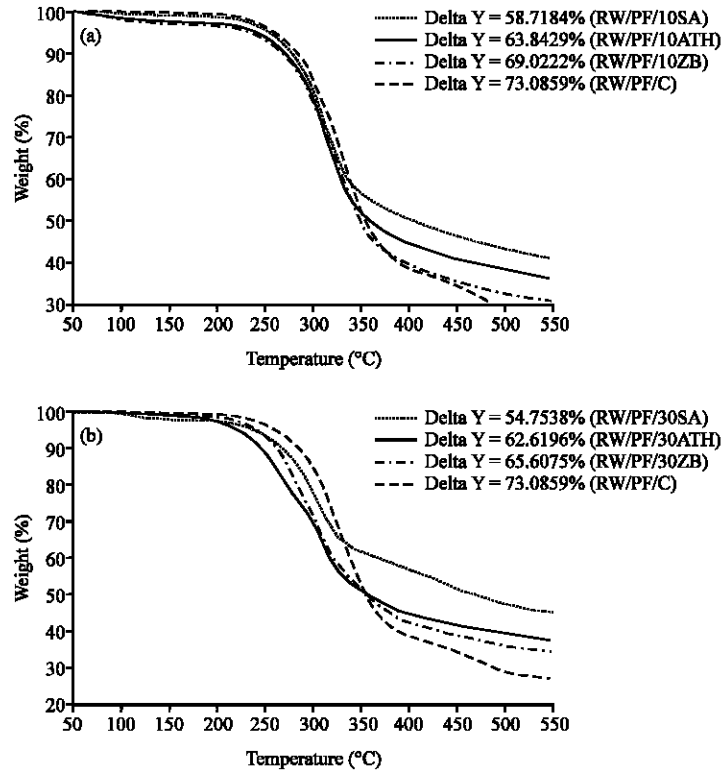 (a)
Delta Y = 58.7184% (RW/PF/10SA)
Delta Y = 63.8429% (RW/PF/10ATH)
Delta Y = 69.0222% (RW/PF/10ZB)
Delta Y = 73.0859% (RW/PF/C)
Weight (%)
100
90
80
70
60
50
40
30
50 100 150 200 250 300 350 400 450 500 550
Temperature (°C)
(b)
Delta Y = 54.7538% (RW/PF/30SA)
Delta Y = 62.6196% (RW/PF/30ATH)
Delta Y = 65.6075% (RW/PF/30ZB)
Delta Y = 73.0859% (RW/PF/C)
Weight (%)
100
90
80
70
60
50
40
30
20
50 100 150 200 250 300 350 400 450 500 550
Temperature (°C)